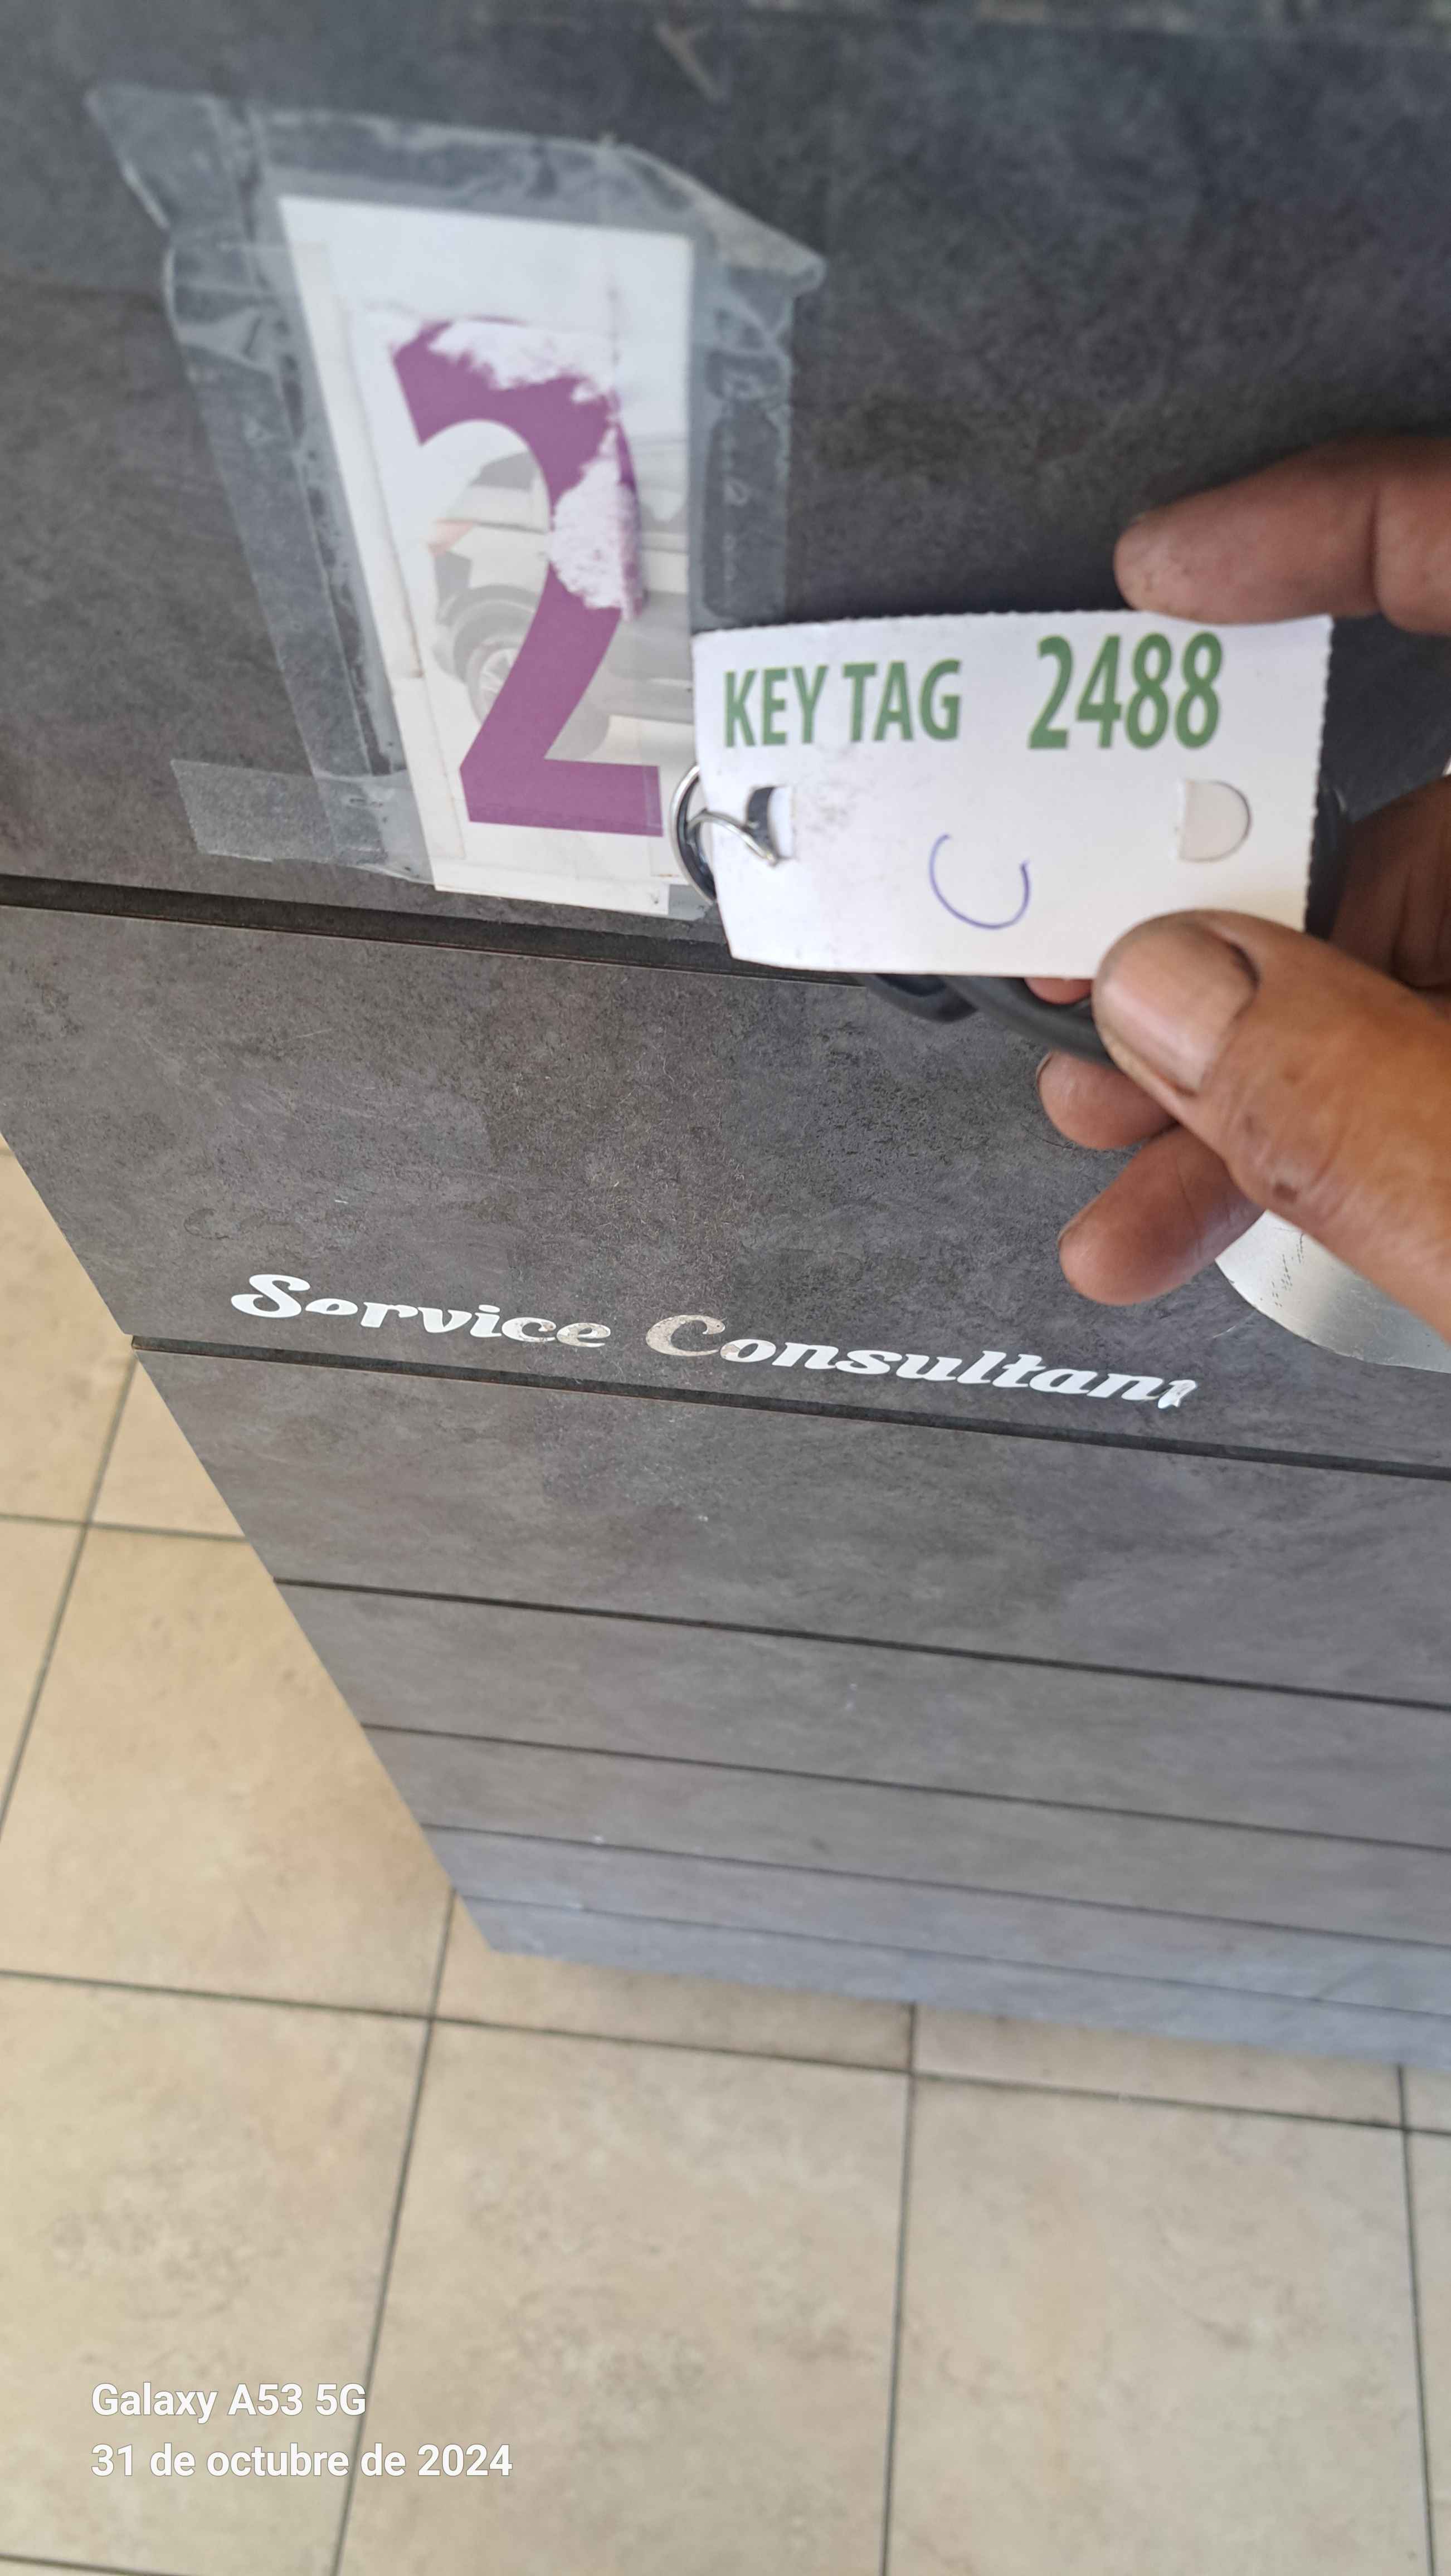 2
KEY TAG 2488
C
Service Consultant
Galaxy A53 5G
31 de octubre de 2024